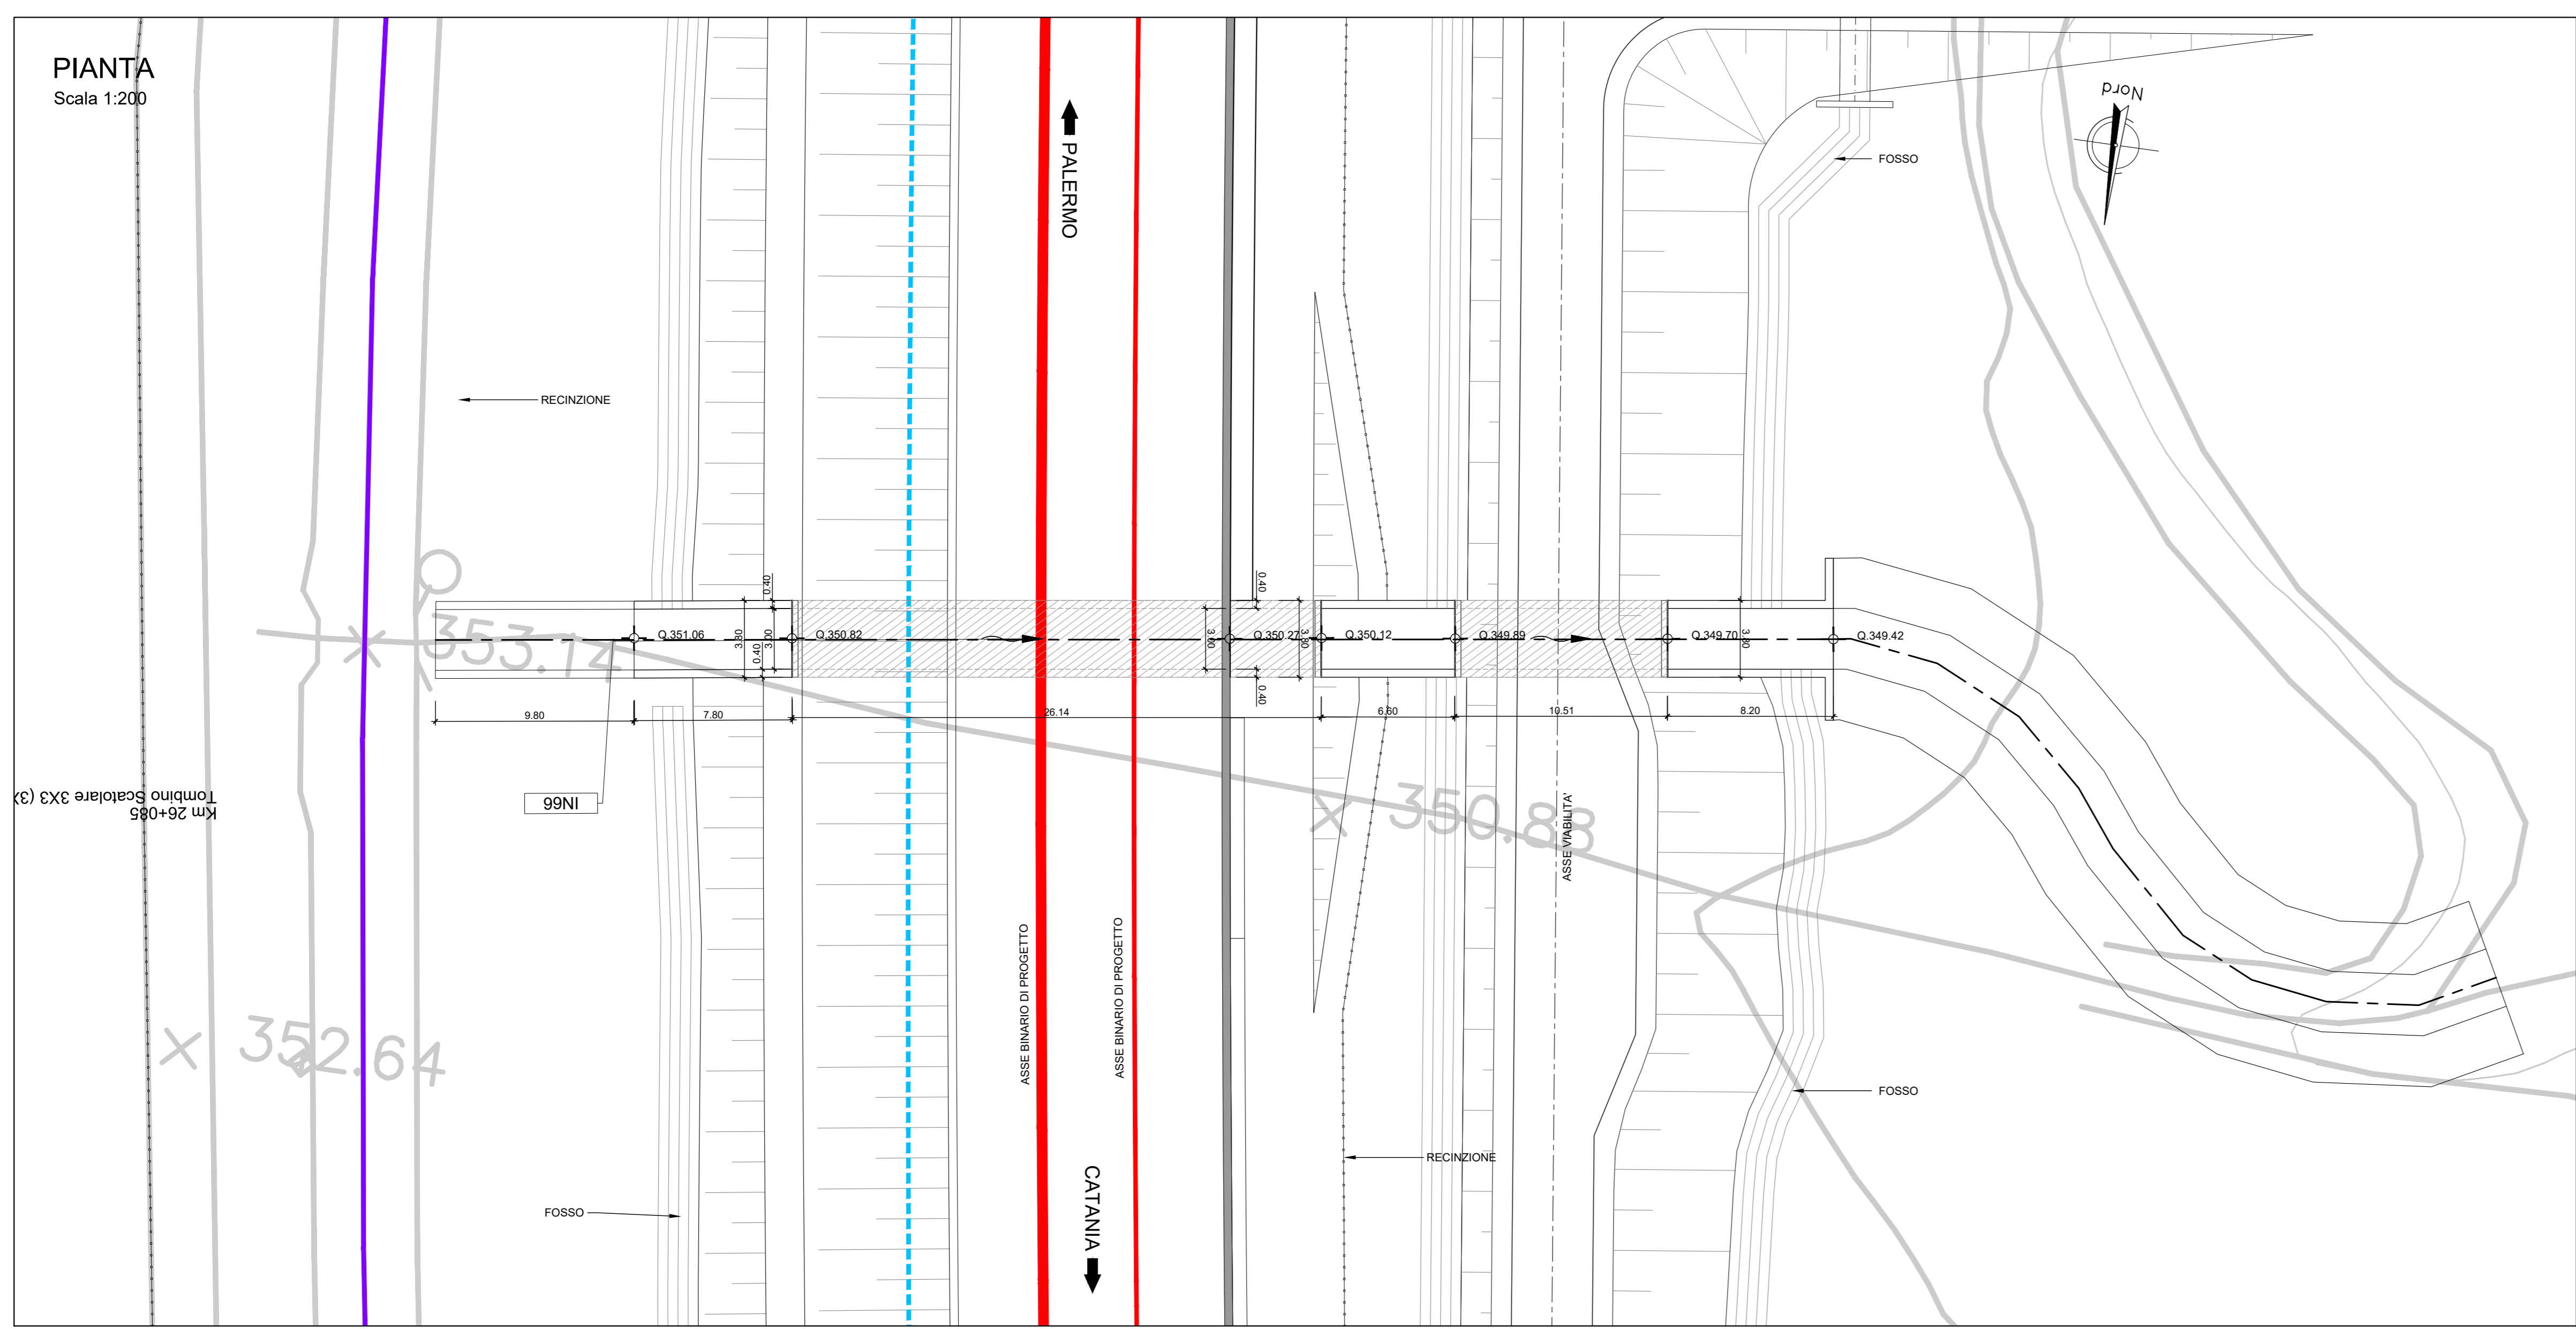 PIANTA
Scala 1:200
PALERMO
Nord
FOSSO
RECINZIONE
353.14
0.40
3.80
3.00
0.40
Q.351.06
Q.350.82
0.40
3.00
3.80
0.40
Q.350.27
Q.350.12
Q.349.89
Q.349.70
3.80
Q.349.42
9.80
7.80
26.14
6.60
10.51
8.20
Km 26+085
Tombino Scatolare 3X3 (3X
IN66
350.88
ASSE VIABILITA'
ASSE BINARIO DI PROGETTO
ASSE BINARIO DI PROGETTO
352.64
FOSSO
RECINZIONE
CATANIA
FOSSO